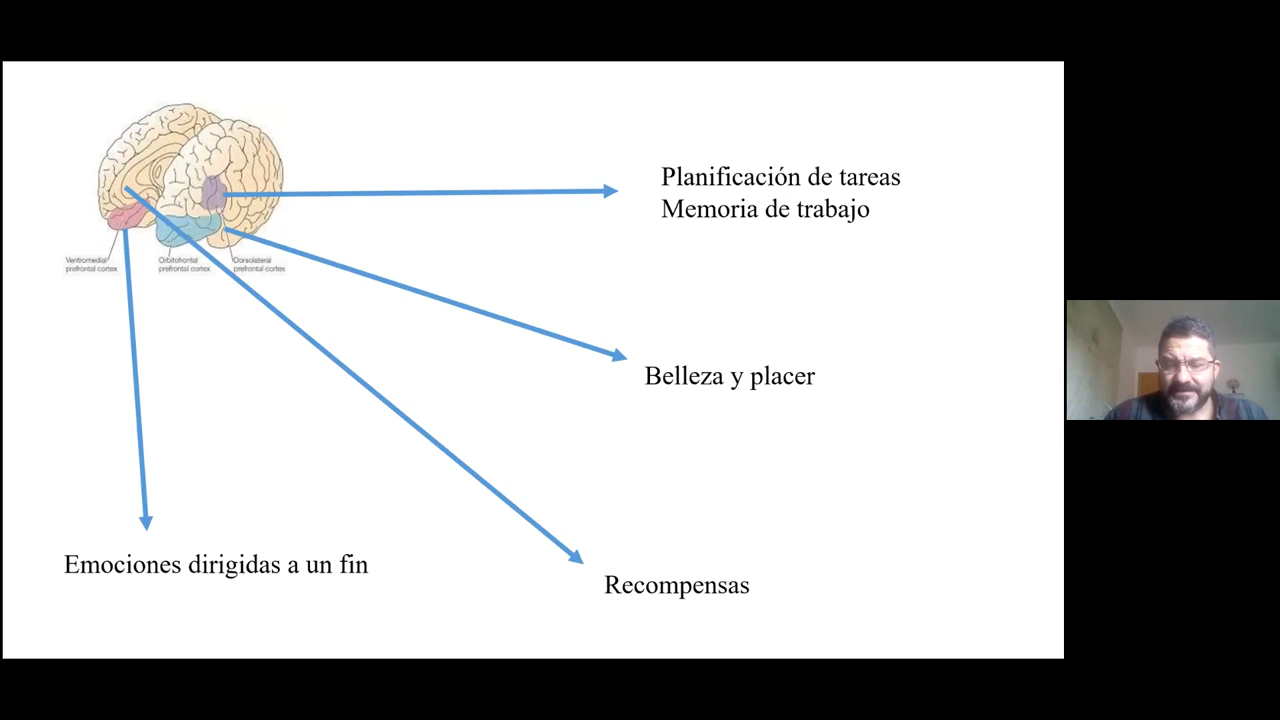 Planificación de tareas
Memoria de trabajo
Ventromedial
prefrontal cortex
Orbitofrontal
prefrontal cortex
Dorsolateral
prefrontal cortex
Belleza y placer
Emociones dirigidas a un fin
Recompensas